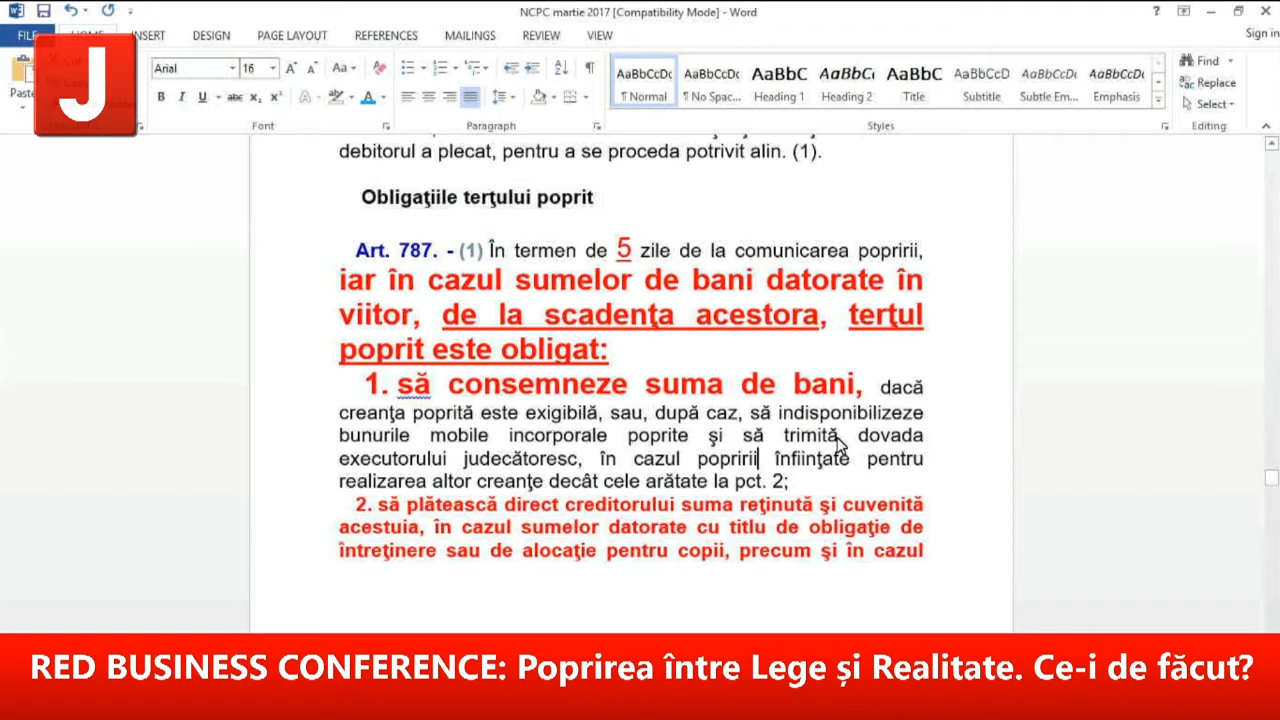 NCPC martie 2017 [Compatibility Mode] - Word
FILE HOME INSERT DESIGN PAGE LAYOUT REFERENCES MAILINGS REVIEW VIEW Sign in
J
Arial 16 Aa
Find
Replace
Select
B I U abc x₂ x² A A
AaBbCcDc AaBbCcDc AaBbC AaBbCc AaBbC AaBbCcD AaBbCcDc AaBbCcDc
¶ Normal ¶ No Spac... Heading 1 Heading 2 Title Subtitle Subtle Em... Emphasis
Font Paragraph Styles Editing
debitorul a plecat, pentru a se proceda potrivit alin. (1).
Obligaţiile terţului poprit
Art. 787. - (1) În termen de 5 zile de la comunicarea popririi,
iar în cazul sumelor de bani datorate în
viitor, de la scadenţa acestora, terţul
poprit este obligat:
1. să consemneze suma de bani, dacă
creanţa poprită este exigibilă, sau, după caz, să indisponibilizeze
bunurile mobile incorporale poprite şi să trimită dovada
executorului judecătoresc, în cazul popririi înfiinţate pentru
realizarea altor creanţe decât cele arătate la pct. 2;
2. să plătească direct creditorului suma reţinută şi cuvenită
acestuia, în cazul sumelor datorate cu titlu de obligaţie de
întreţinere sau de alocaţie pentru copii, precum şi în cazul
RED BUSINESS CONFERENCE: Poprirea între Lege și Realitate. Ce-i de făcut?